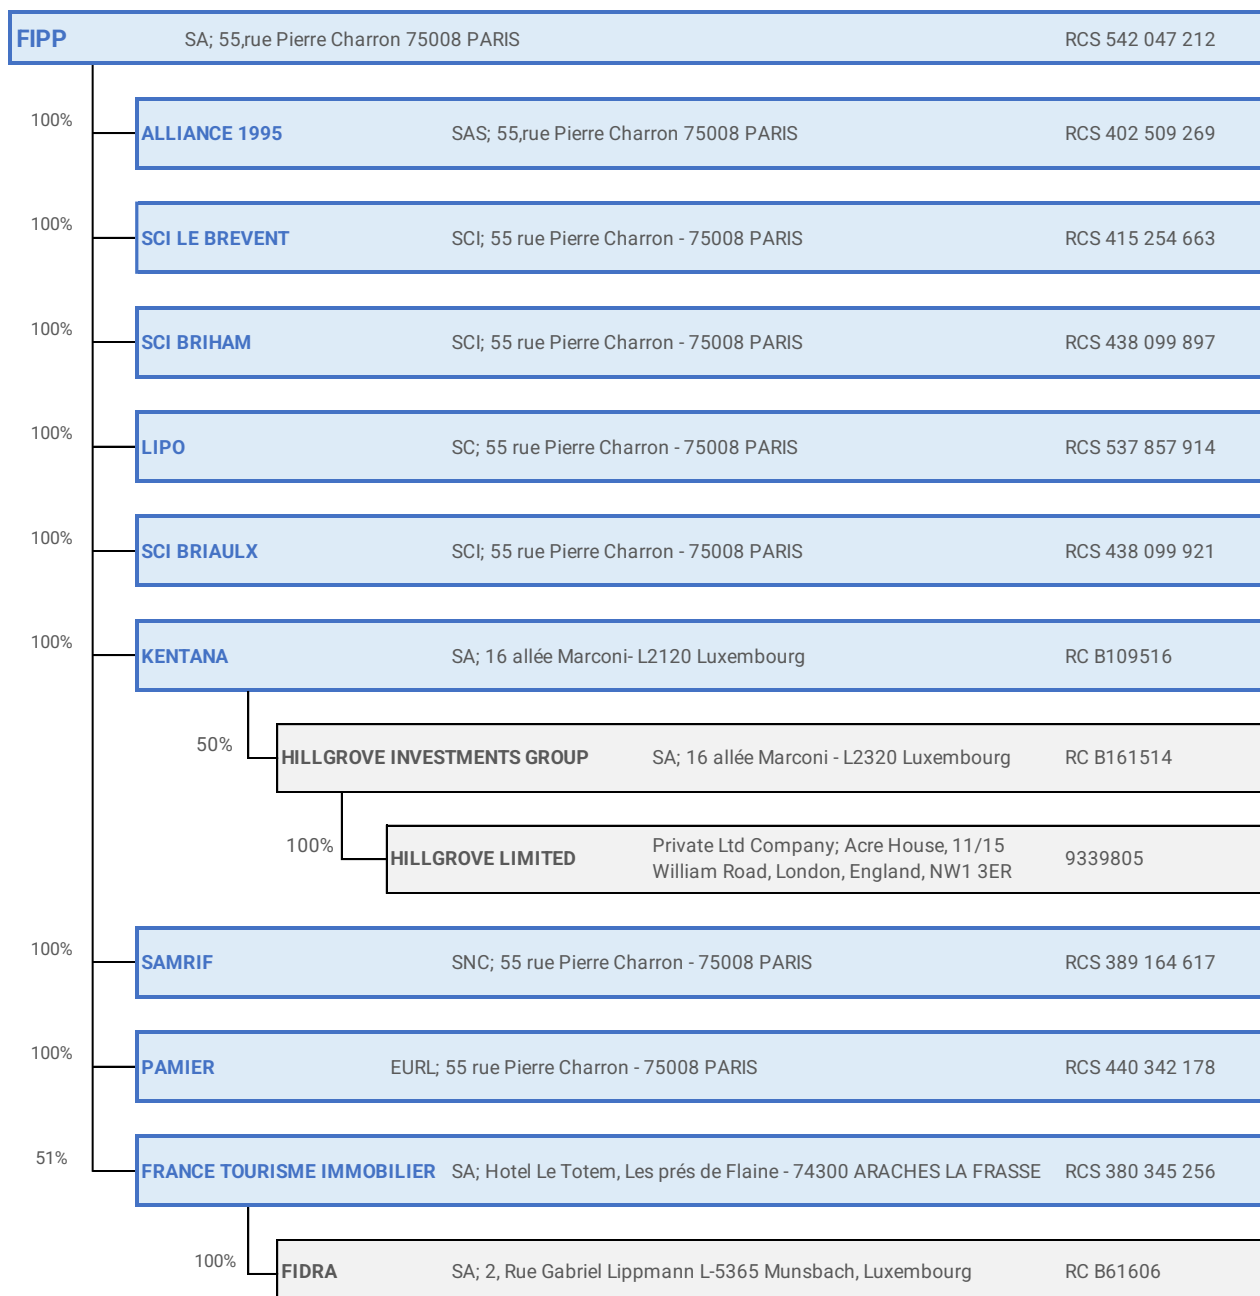 FIPP SA; 55,rue Pierre Charron 75008 PARIS RCS 542 047 212
100% ALLIANCE 1995 SAS; 55,rue Pierre Charron 75008 PARIS RCS 402 509 269
100% SCI LE BREVENT SCI; 55 rue Pierre Charron - 75008 PARIS RCS 415 254 663
100% SCI BRIHAM SCI; 55 rue Pierre Charron - 75008 PARIS RCS 438 099 897
100% LIPO SC; 55 rue Pierre Charron - 75008 PARIS RCS 537 857 914
100% SCI BRIAULX SCI; 55 rue Pierre Charron - 75008 PARIS RCS 438 099 921
100% KENTANA SA; 16 allée Marconi- L2120 Luxembourg RC B109516
50% HILLGROVE INVESTMENTS GROUP SA; 16 allée Marconi - L2320 Luxembourg RC B161514
100% HILLGROVE LIMITED Private Ltd Company; Acre House, 11/15
William Road, London, England, NW1 3ER 9339805
100% SAMRIF SNC; 55 rue Pierre Charron - 75008 PARIS RCS 389 164 617
100% PAMIER EURL; 55 rue Pierre Charron - 75008 PARIS RCS 440 342 178
51% FRANCE TOURISME IMMOBILIER SA; Hotel Le Totem, Les prés de Flaine - 74300 ARACHES LA FRASSE RCS 380 345 256
100% FIDRA SA; 2, Rue Gabriel Lippmann L-5365 Munsbach, Luxembourg RC B61606